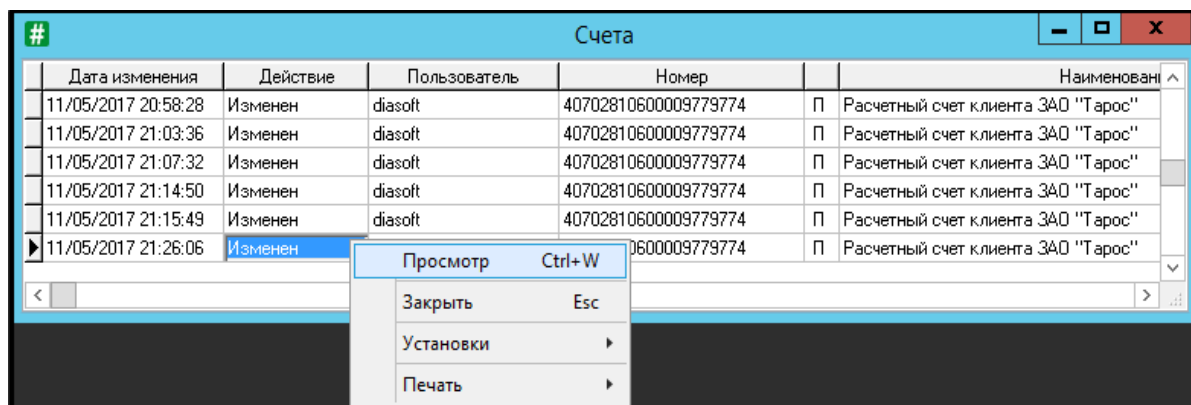 Счета
Дата изменения Действие Пользователь Номер Наименовани
11/05/2017 20:58:28 Изменен diasoft 40702810600009779774 П Расчетный счет клиента ЗАО "Тарос"
11/05/2017 21:03:36 Изменен diasoft 40702810600009779774 П Расчетный счет клиента ЗАО "Тарос"
11/05/2017 21:07:32 Изменен diasoft 40702810600009779774 П Расчетный счет клиента ЗАО "Тарос"
11/05/2017 21:14:50 Изменен diasoft 40702810600009779774 П Расчетный счет клиента ЗАО "Тарос"
11/05/2017 21:15:49 Изменен diasoft 40702810600009779774 П Расчетный счет клиента ЗАО "Тарос"
11/05/2017 21:26:06 Изменен 0600009779774 П Расчетный счет клиента ЗАО "Тарос"
Просмотр Ctrl+W
Закрыть Esc
Установки
Печать